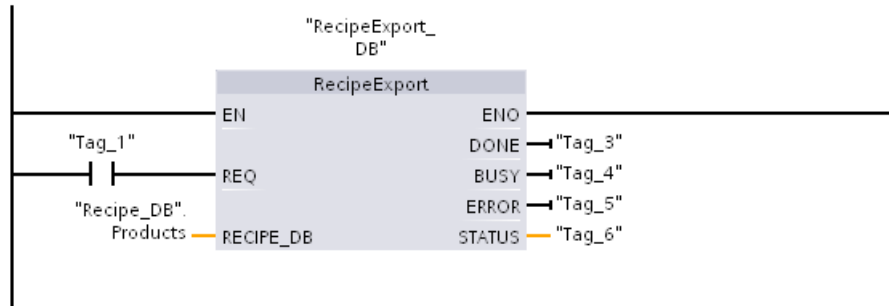 "RecipeExport_
DB"
RecipeExport
EN
ENO
"Tag_1"
DONE
"Tag_3"
REQ
BUSY
"Tag_4"
"Recipe_DB".
Products
ERROR
"Tag_5"
RECIPE_DB
STATUS
"Tag_6"